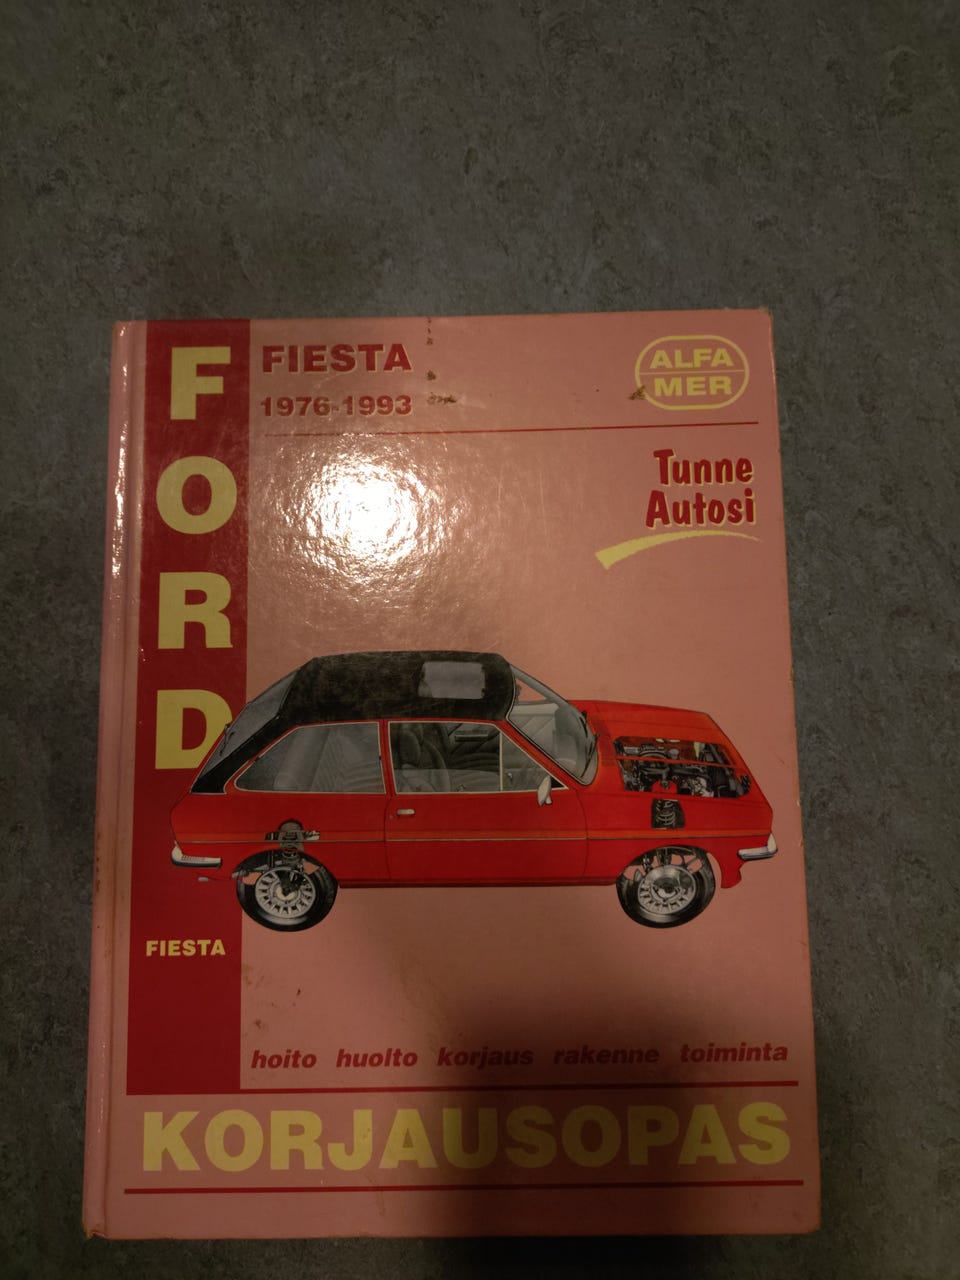 FORD
FIESTA
1976-1993
ALFA
MER
Tunne
Autosi
FIESTA
hoito huolto korjaus rakenne toiminta
KORJAUSOPAS